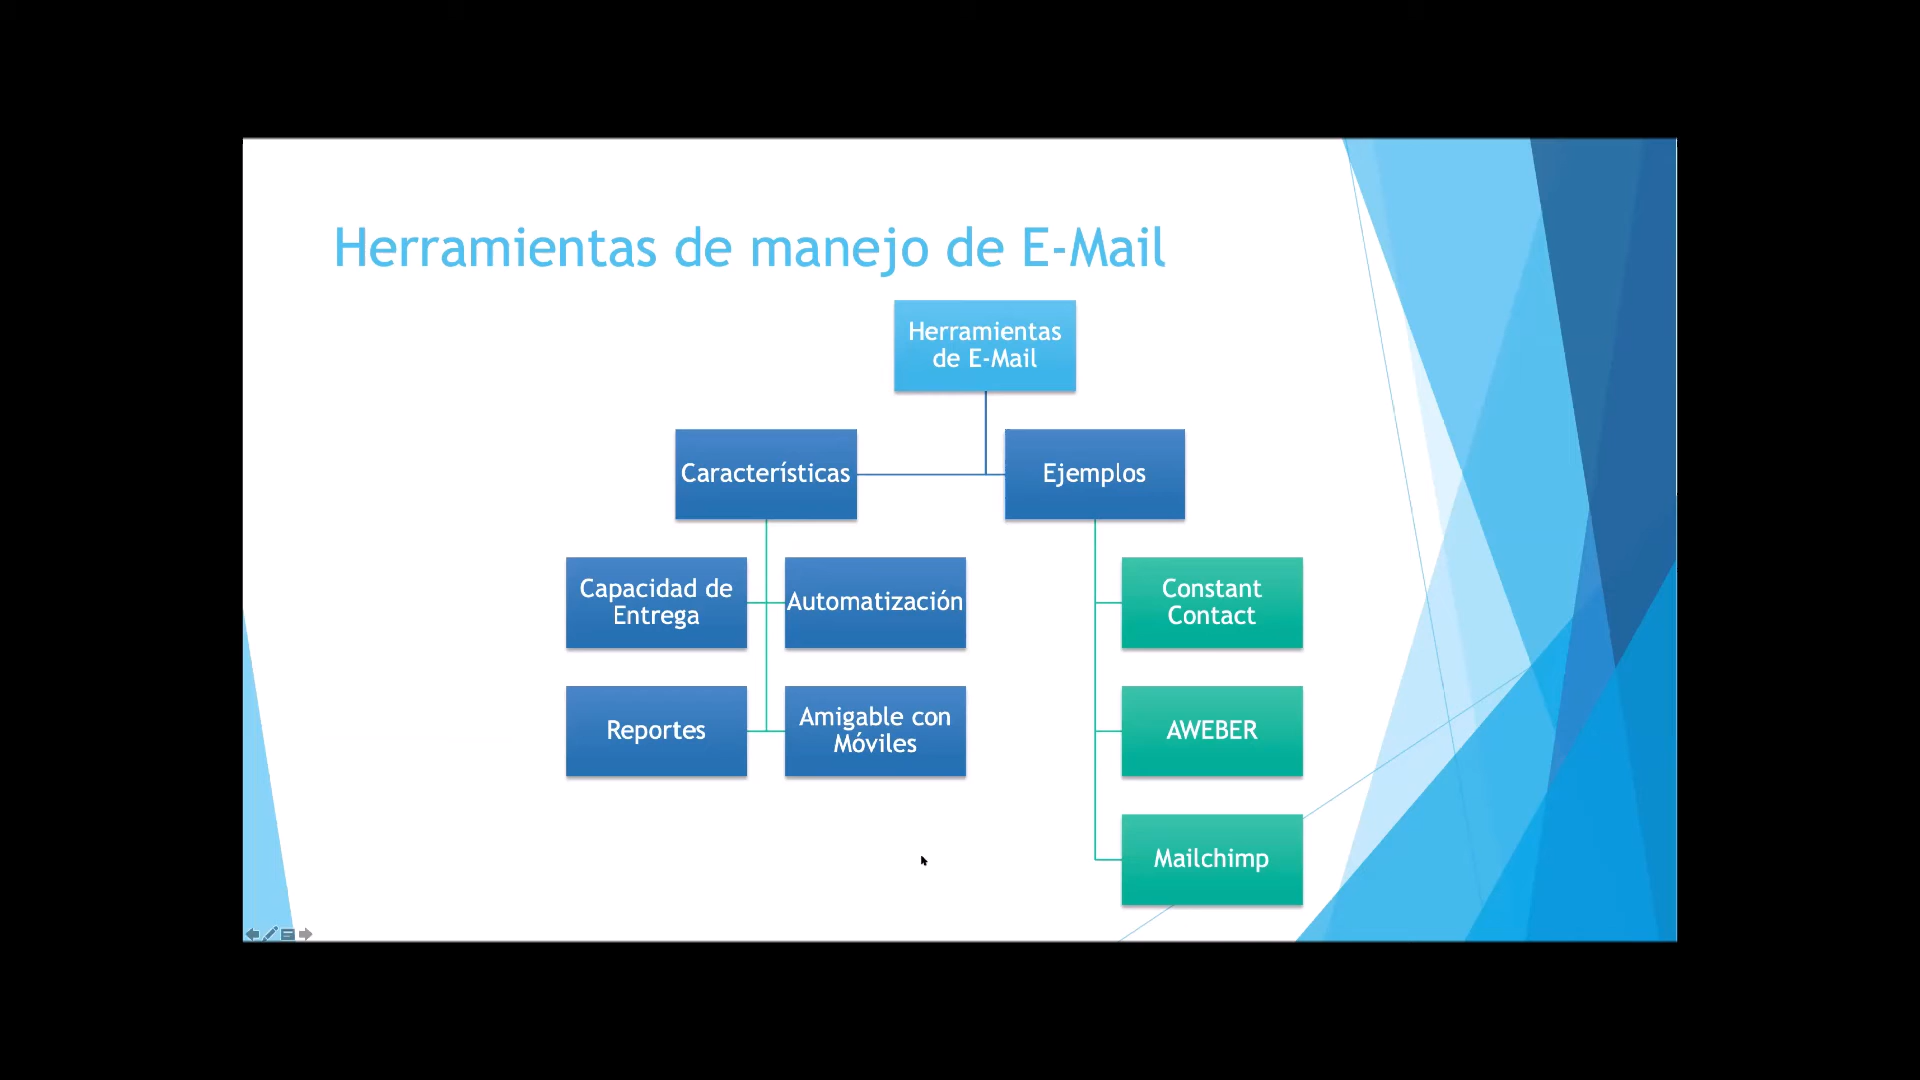 Herramientas de manejo de E-Mail
Herramientas
de E-Mail
Características
Ejemplos
Capacidad de
Entrega
Automatización
Constant
Contact
Reportes
Amigable con
Móviles
AWEBER
Mailchimp